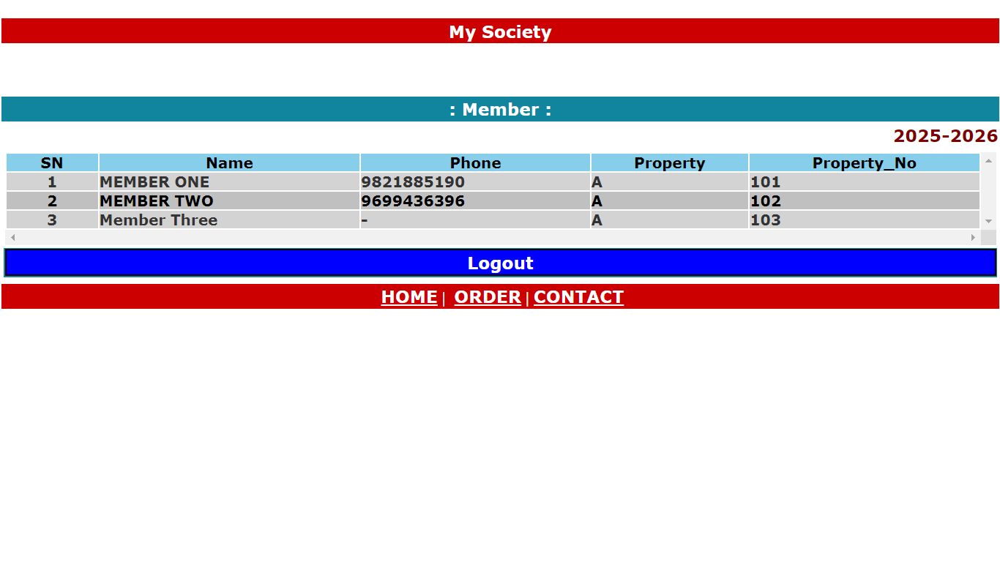 My Society
: Member :
2025-2026
SN Name Phone Property Property_No
1 MEMBER ONE 9821885190 A 101
2 MEMBER TWO 9699436396 A 102
3 Member Three - A 103
Logout
HOME | ORDER | CONTACT